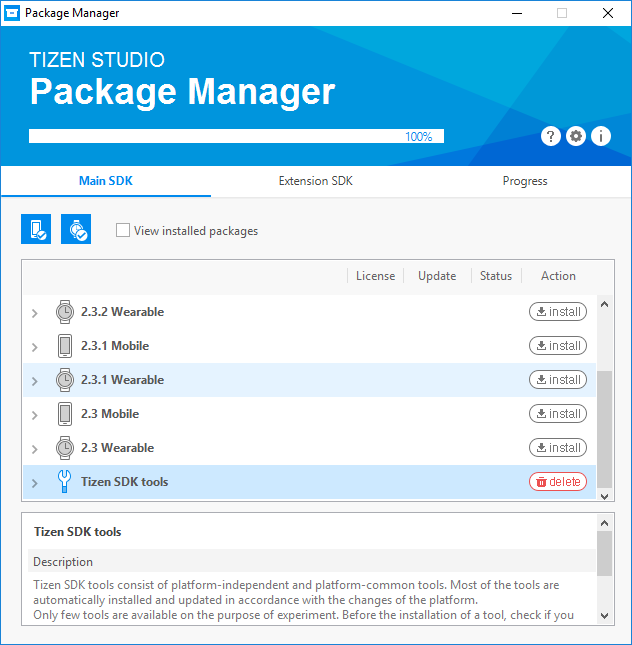 Package Manager
TIZEN STUDIO
Package Manager
100%
?
i
Main SDK
Extension SDK
Progress
View installed packages
License
Update
Status
Action
2.3.2 Wearable
install
2.3.1 Mobile
install
2.3.1 Wearable
install
2.3 Mobile
install
2.3 Wearable
install
Tizen SDK tools
delete
Tizen SDK tools
Description
Tizen SDK tools consist of platform-independent and platform-common tools. Most of the tools are
automatically installed and updated in accordance with the changes of the platform.
Only few tools are available on the purpose of experiment. Before the installation of a tool, check if you